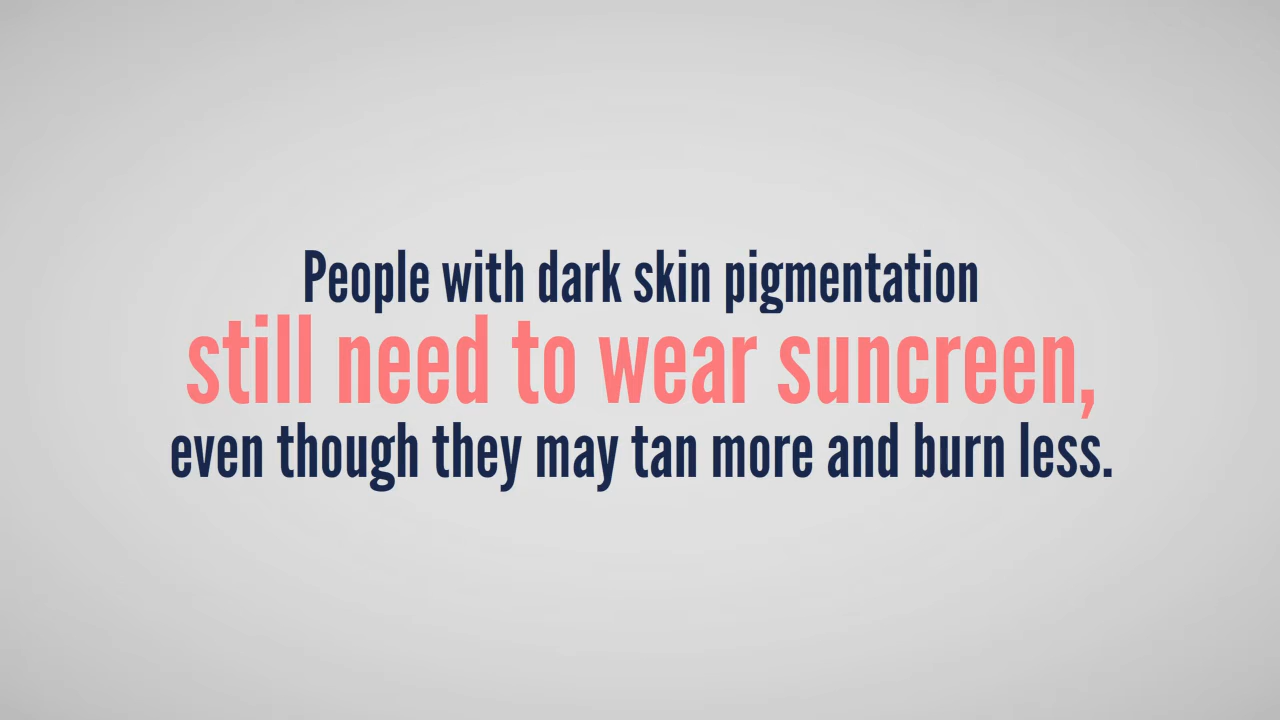 People with dark skin pigmentation
still need to wear suncreen,
even though they may tan more and burn less.